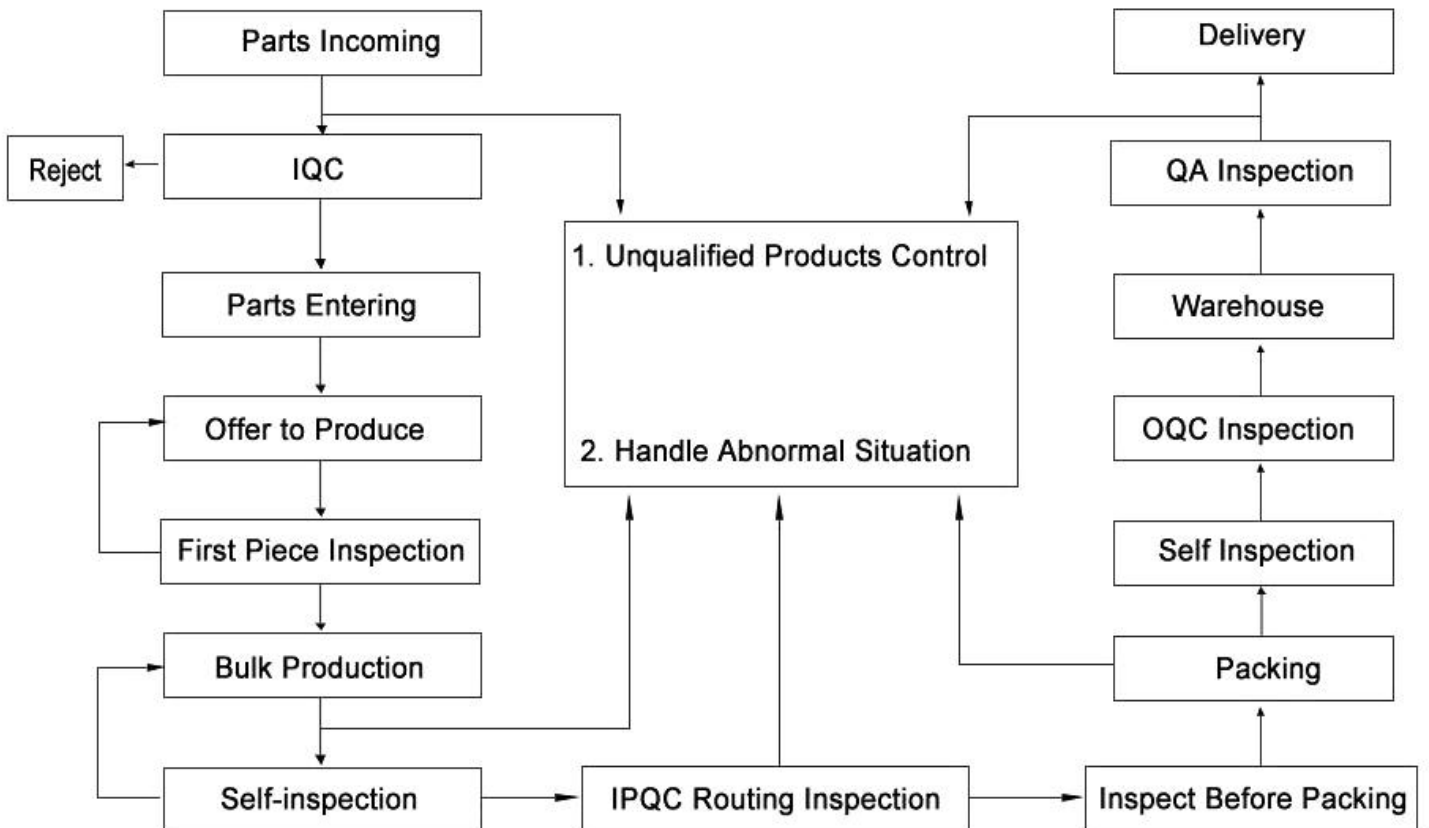 Parts Incoming
Reject
IQC
Parts Entering
Offer to Produce
First Piece Inspection
Bulk Production
Self-inspection
IPQC Routing Inspection
Inspect Before Packing
Packing
Self Inspection
OQC Inspection
Warehouse
QA Inspection
Delivery
1. Unqualified Products Control
2. Handle Abnormal Situation